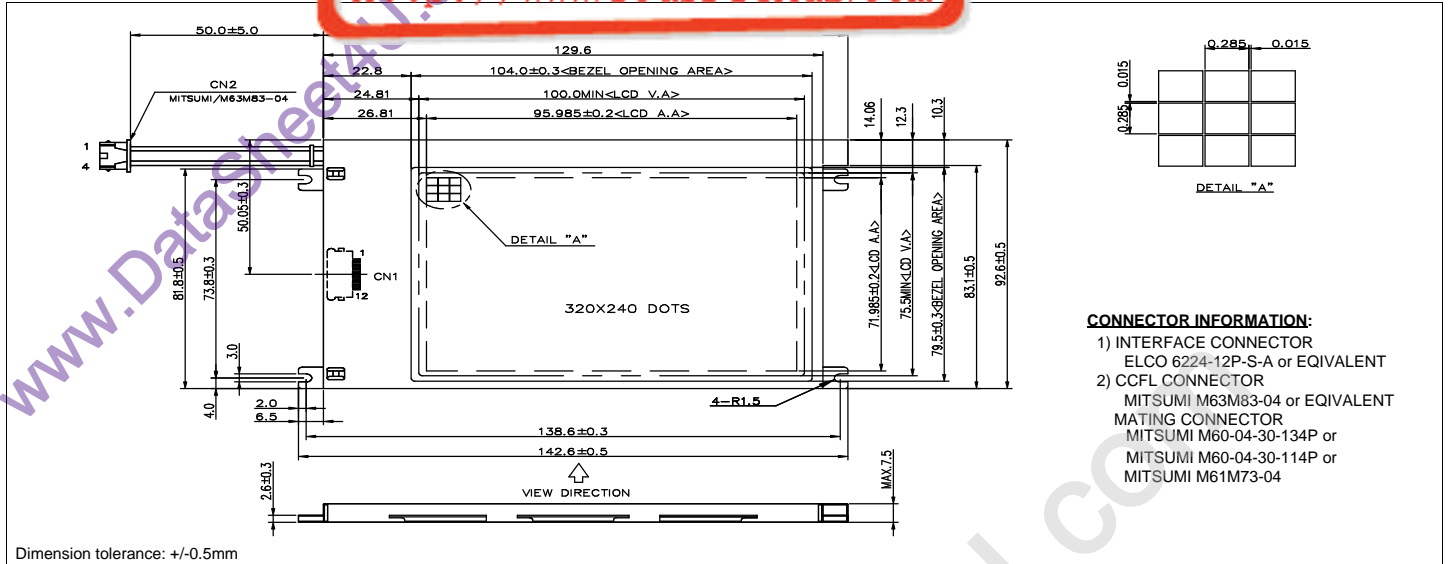 50.0±5.0
129.6
22.8
104.0±0.3<BEZEL OPENING AREA>
24.81
100.0MIN<LCD V.A>
26.81
95.985±0.2<LCD A.A>
14.06
12.3
10.3
CN2
MITSUMI/M63M83-04
1
4
50.05±0.3
81.8±0.5
73.8±0.3
DETAIL "A"
1
CN1
12
320X240 DOTS
71.985±0.2<LCD A.A>
75.5MIN<LCD V.A>
79.5±0.3<BEZEL OPENING AREA>
83.1±0.5
92.6±0.5
3.0
4.0
2.0
6.5
4-R1.5
138.6±0.3
142.6±0.5
VIEW DIRECTION
2.6±0.3
MAX.7.5
Dimension tolerance: +/-0.5mm
0.285
0.015
0.015
0.285
DETAIL "A"
CONNECTOR INFORMATION:
1) INTERFACE CONNECTOR
ELCO 6224-12P-S-A or EQIVALENT
2) CCFL CONNECTOR
MITSUMI M63M83-04 or EQIVALENT
MATING CONNECTOR
MITSUMI M60-04-30-134P or
MITSUMI M60-04-30-114P or
MITSUMI M61M73-04
www.DataSheet4U.
com